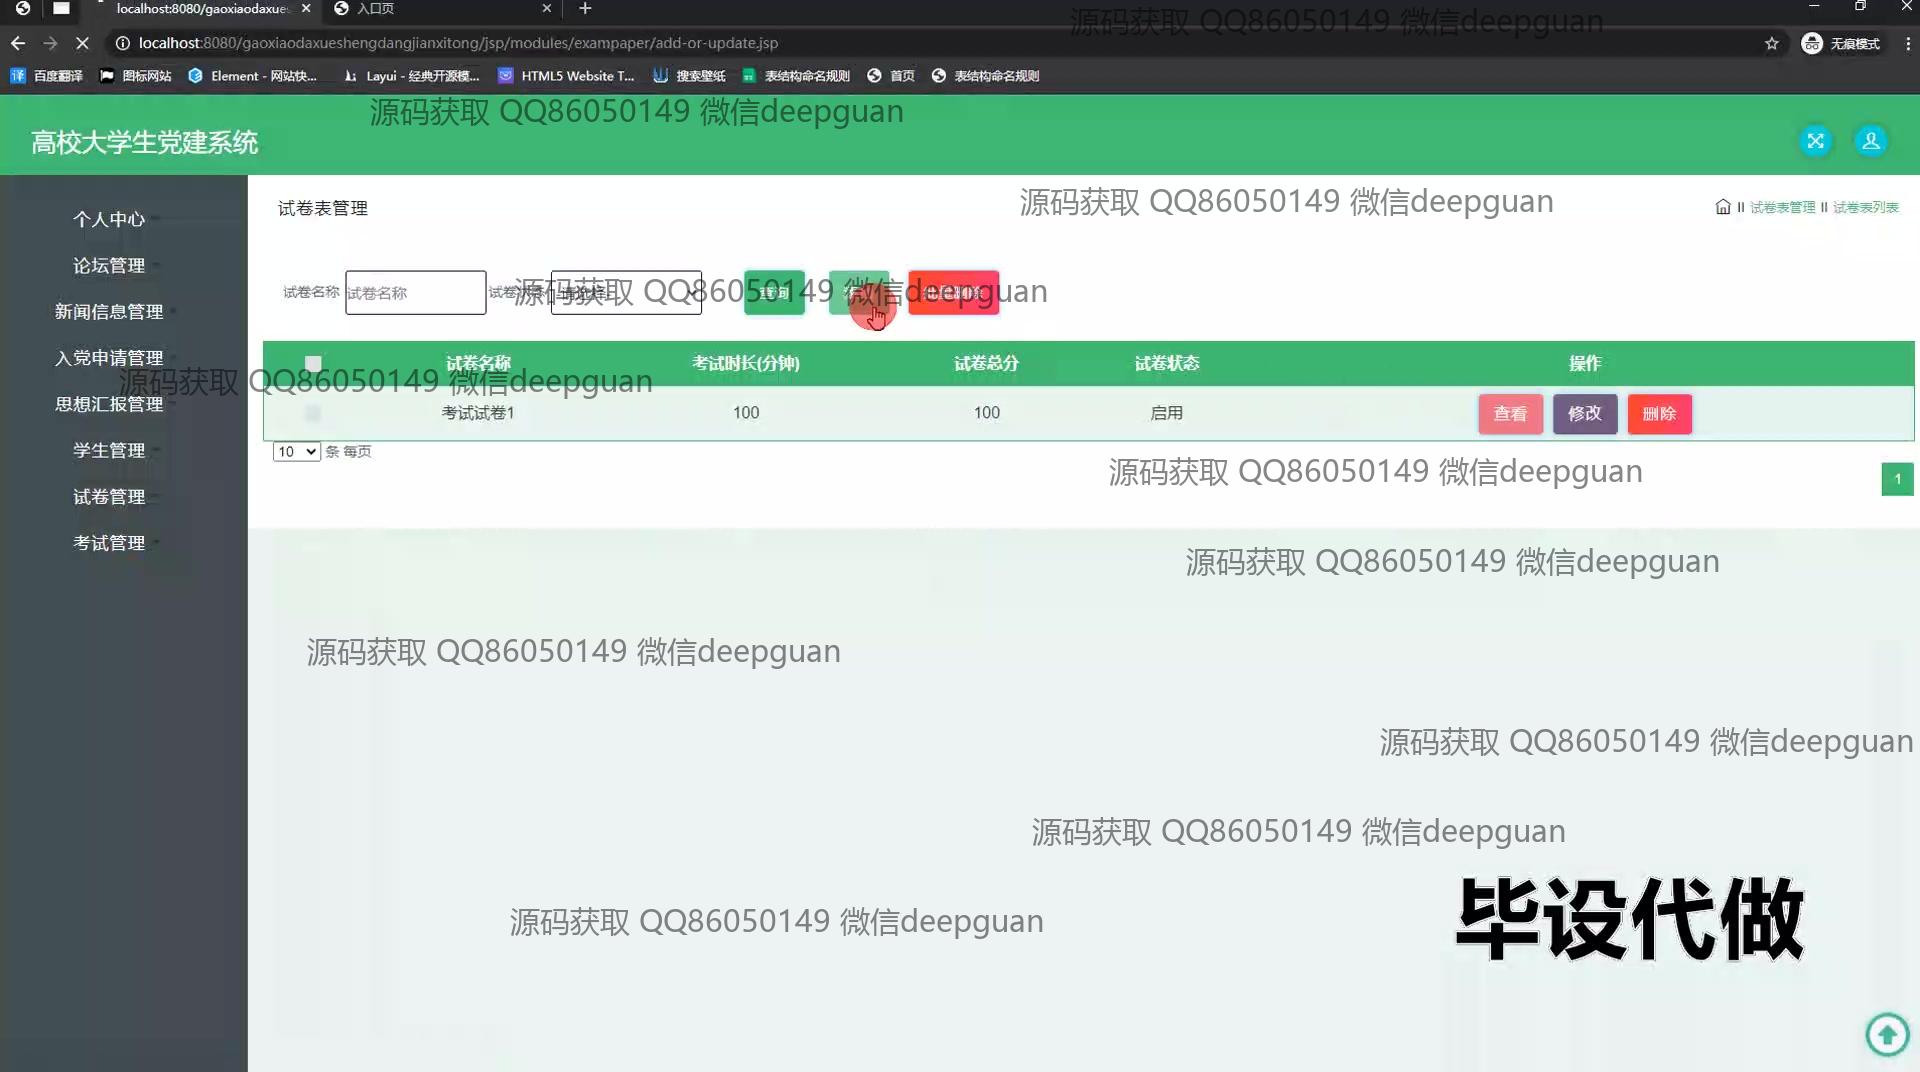 localhost:8080/gaoxiaodaxue
入口页
源码获取 QQ86050149 微信deepguan
localhost:8080/gaoxiaodaxueshengdangjianxitong/jsp/modules/exampaper/add-or-update.jsp
无痕模式
百度翻译
图标网站
Element - 网站快...
Layui - 经典开源模...
HTML5 Website T...
搜索壁纸
表结构命名规则
首页
表结构命名规则
源码获取 QQ86050149 微信deepguan
高校大学生党建系统
源码获取 QQ86050149 微信deepguan
试卷表管理
试卷表管理
试卷表列表
个人中心
论坛管理
新闻信息管理
入党申请管理
思想汇报管理
学生管理
试卷管理
考试管理
试卷名称
试卷名称
试卷状态
请选择
查询
批量删除
源码获取 QQ86050149 微信deepguan
试卷名称
考试时长(分钟)
试卷总分
试卷状态
操作
源码获取 QQ86050149 微信deepguan
考试试卷1
100
100
启用
查看
修改
删除
10 条 每页
源码获取 QQ86050149 微信deepguan
1
源码获取 QQ86050149 微信deepguan
源码获取 QQ86050149 微信deepguan
源码获取 QQ86050149 微信deepguan
源码获取 QQ86050149 微信deepguan
毕设代做
源码获取 QQ86050149 微信deepguan